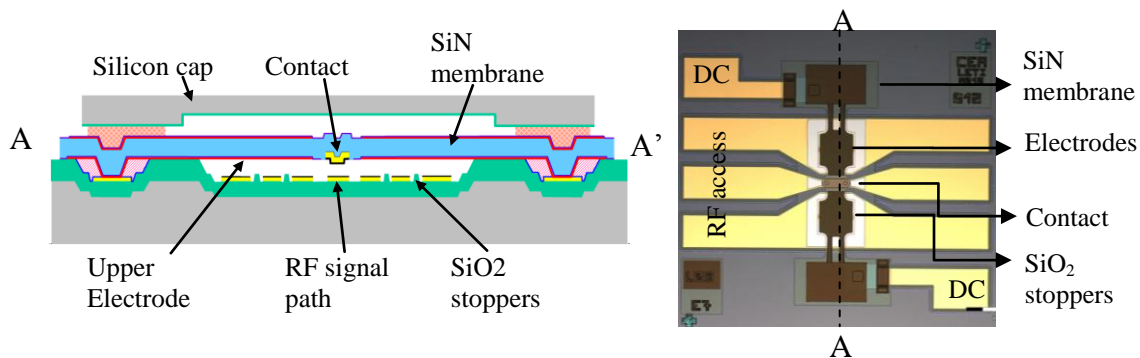 Silicon cap
Contact
SiN
membrane
A
A'
Upper
Electrode
RF signal
path
SiO2
stoppers
A
DC
SiN
membrane
Electrodes
RF access
Contact
SiO₂
stoppers
DC
A